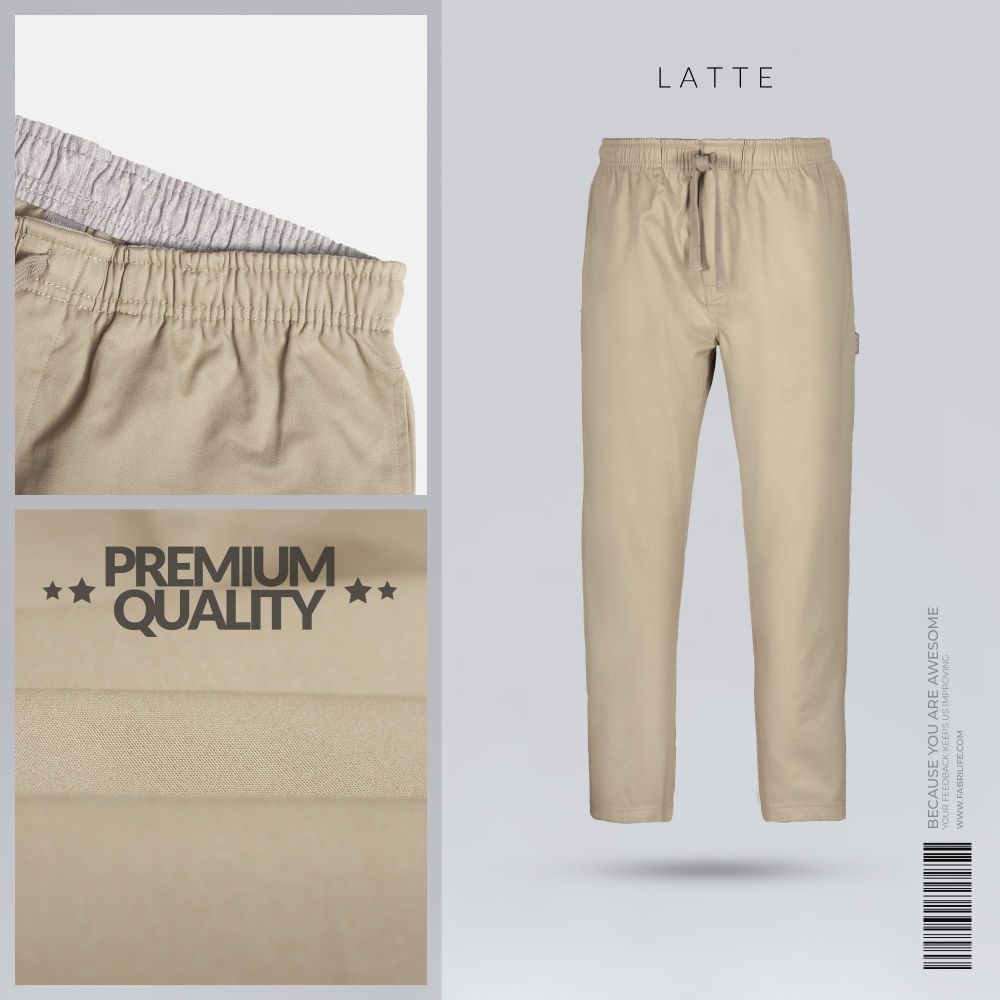 LATTE
PREMIUM
QUALITY
BECAUSE YOU ARE AWESOME
YOUR FEEDBACK KEEPS US IMPROVING
WWW.FABRILIFE.COM